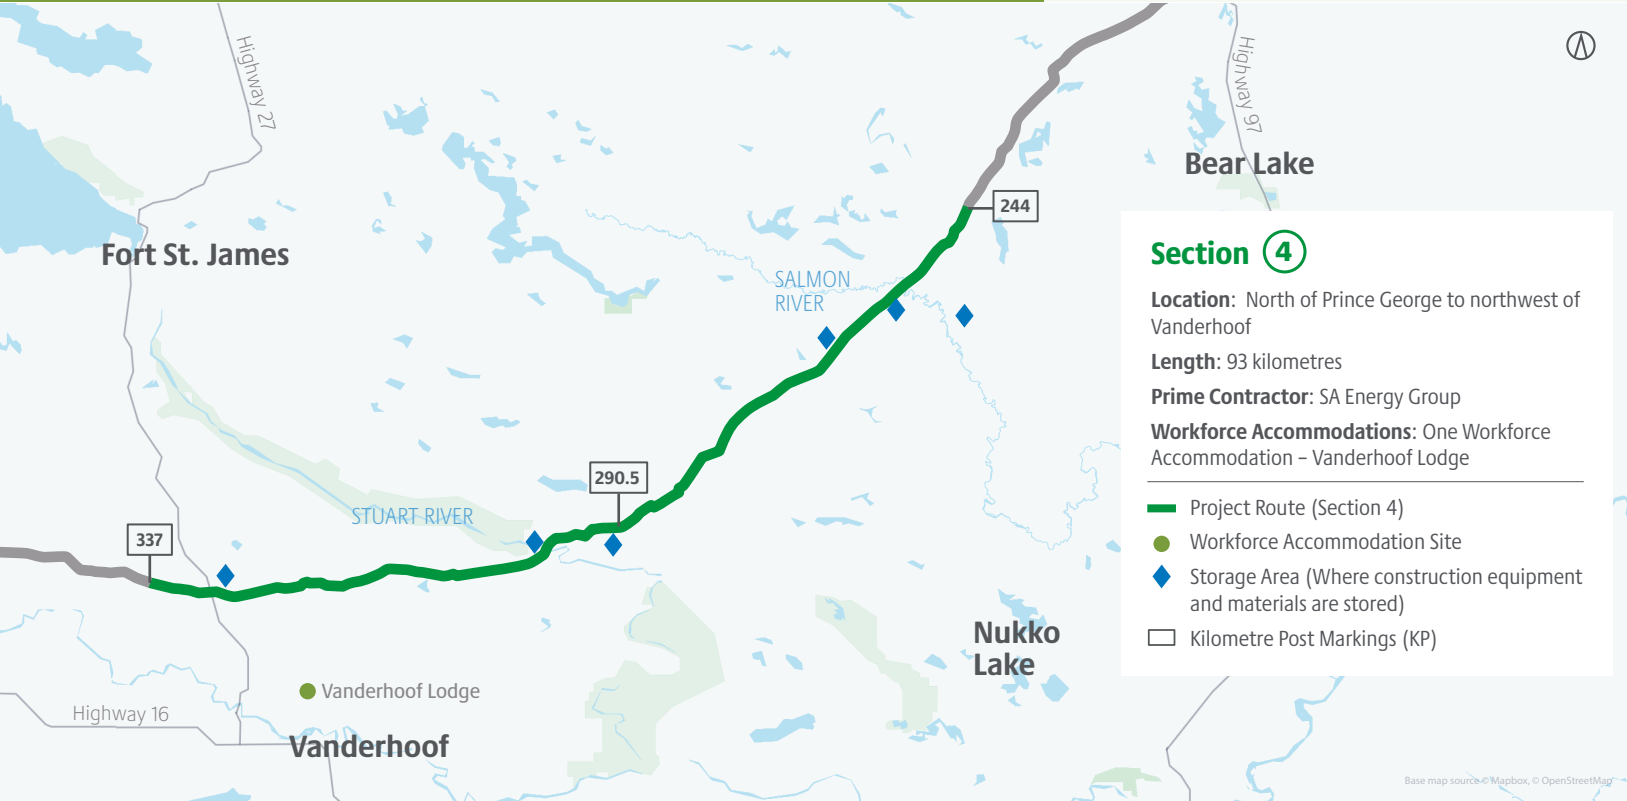 Highway 27
Highway 97
Bear Lake
244
Fort St. James
SALMON
RIVER
290.5
STUART RIVER
337
Nukko
Lake
Vanderhoof Lodge
Highway 16
Vanderhoof
Section 4
Location: North of Prince George to northwest of
Vanderhoof
Length: 93 kilometres
Prime Contractor: SA Energy Group
Workforce Accommodations: One Workforce
Accommodation – Vanderhoof Lodge
Project Route (Section 4)
Workforce Accommodation Site
Storage Area (Where construction equipment
and materials are stored)
Kilometre Post Markings (KP)
Base map source © Mapbox, © OpenStreetMap